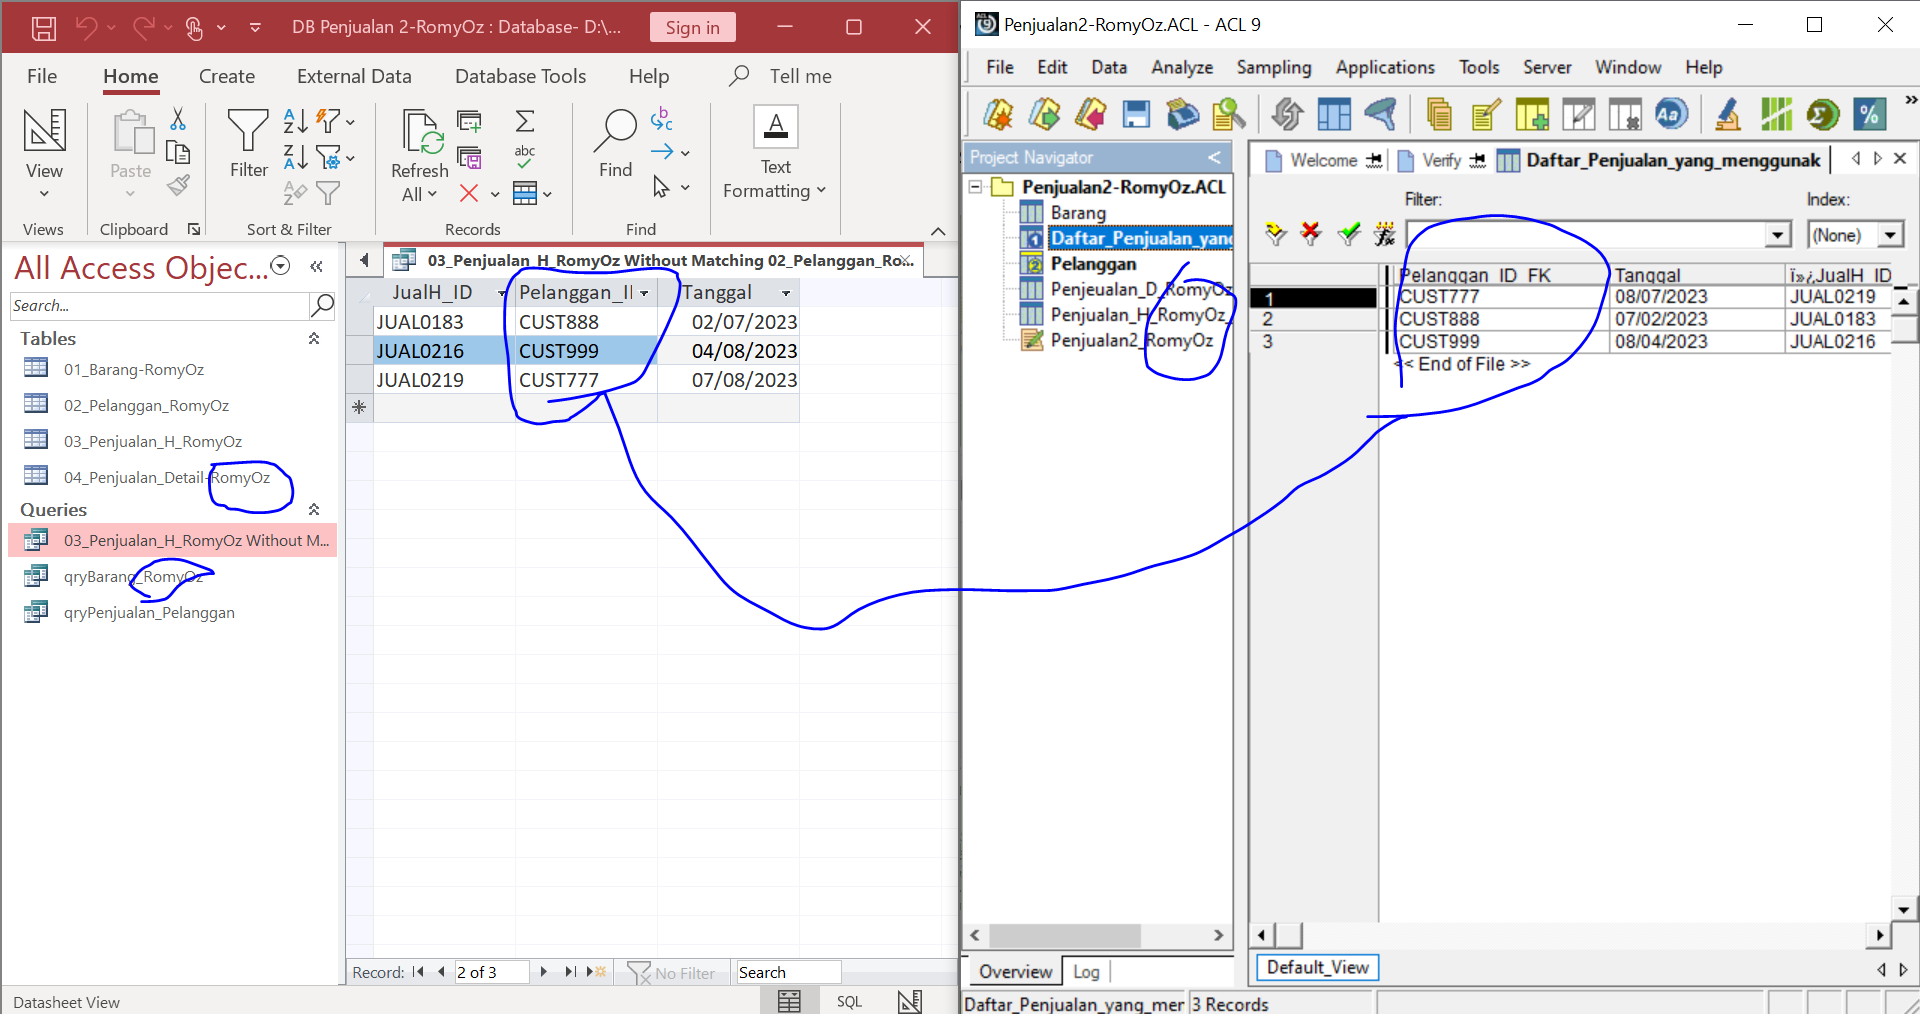 DB Penjualan 2-RomyOz : Database- D:\...
Sign in
File Home Create External Data Database Tools Help Tell me
View
Paste
Filter
Refresh All
abc
Find
Text Formatting
Views Clipboard Sort & Filter Records Find
All Access Objec...
Search...
Tables
01_Barang-RomyOz
02_Pelanggan_RomyOz
03_Penjualan_H_RomyOz
04_Penjualan_Detail-RomyOz
Queries
03_Penjualan_H_RomyOz Without M...
qryBarang_RomyOz
qryPenjualan_Pelanggan
03_Penjualan_H_RomyOz Without Matching 02_Pelanggan_Ro...
JualH_ID Pelanggan_II Tanggal
JUAL0183 CUST888 02/07/2023
JUAL0216 CUST999 04/08/2023
JUAL0219 CUST777 07/08/2023
Record: 2 of 3 No Filter Search
Datasheet View SQL
Penjualan2-RomyOz.ACL - ACL 9
File Edit Data Analyze Sampling Applications Tools Server Window Help
Project Navigator
Penjualan2-RomyOz.ACL
Barang
Daftar_Penjualan_yang
Pelanggan
Penjeualan_D_RomyOz
Penjualan_H_RomyOz_
Penjualan2_RomyOz
Overview Log
Welcome Verify Daftar_Penjualan_yang_menggunak
Filter: Index:
(None)
Pelanggan_ID_FK Tanggal ï»¿JualH_ID
1 CUST777 08/07/2023 JUAL0219
2 CUST888 07/02/2023 JUAL0183
3 CUST999 08/04/2023 JUAL0216
<< End of File >>
Default_View
Daftar_Penjualan_yang_mer 3 Records